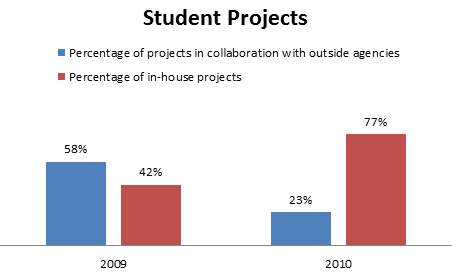 Student Projects
Percentage of projects in collaboration with outside agencies
Percentage of in-house projects
58%
42%
23%
77%
2009
2010